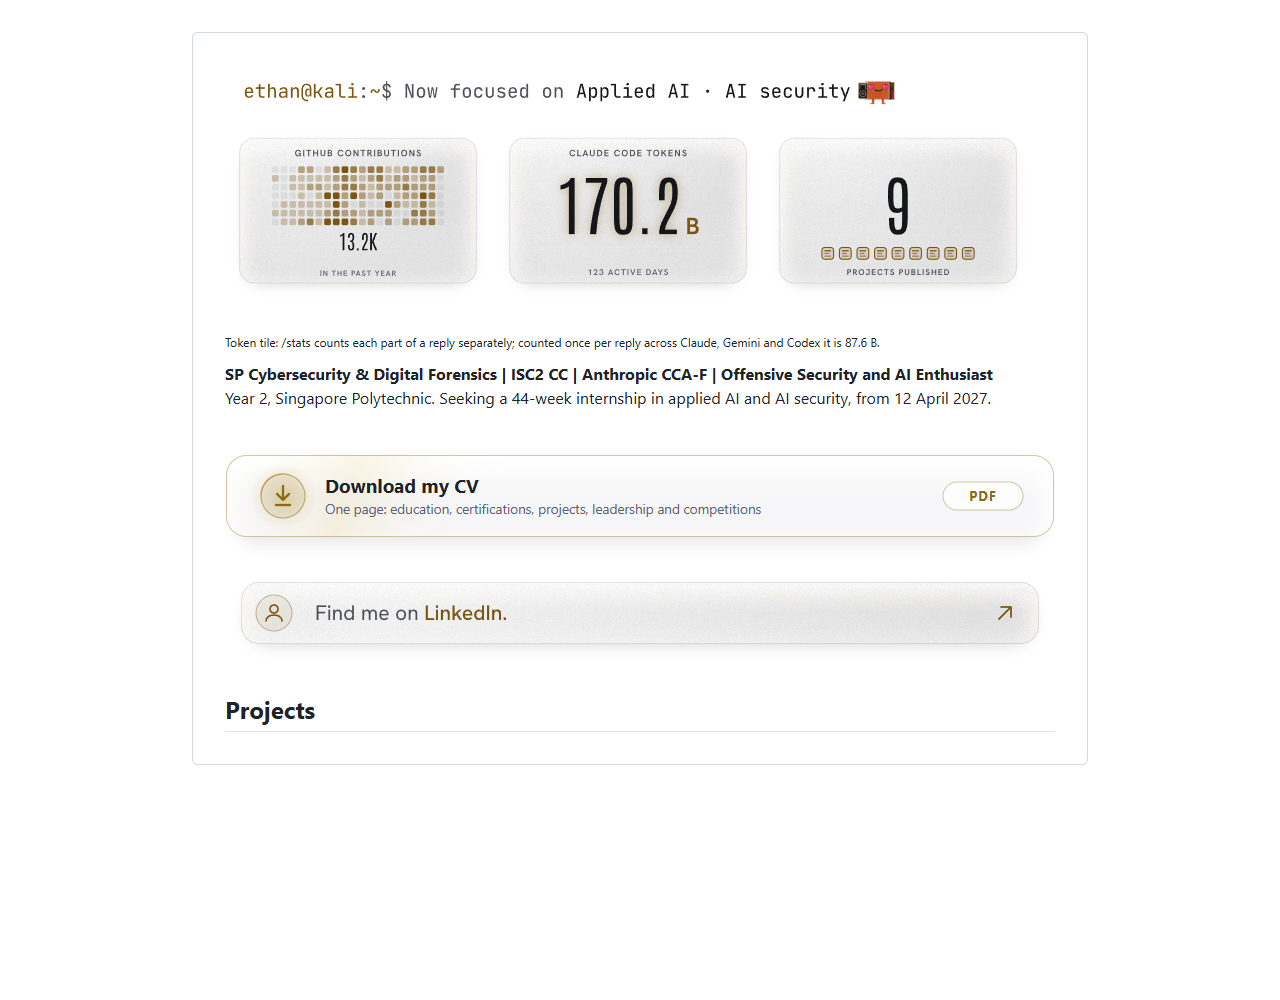 ethan@kali:~$ Now focused on Applied AI · AI security
GITHUB CONTRIBUTIONS
13.2K
IN THE PAST YEAR
CLAUDE CODE TOKENS
170.2 B
123 ACTIVE DAYS
9
PROJECTS PUBLISHED
Token tile: /stats counts each part of a reply separately; counted once per reply across Claude, Gemini and Codex it is 87.6 B.
SP Cybersecurity & Digital Forensics | ISC2 CC | Anthropic CCA-F | Offensive Security and AI Enthusiast
Year 2, Singapore Polytechnic. Seeking a 44-week internship in applied AI and AI security, from 12 April 2027.
Download my CV
One page: education, certifications, projects, leadership and competitions
PDF
Find me on LinkedIn.
Projects